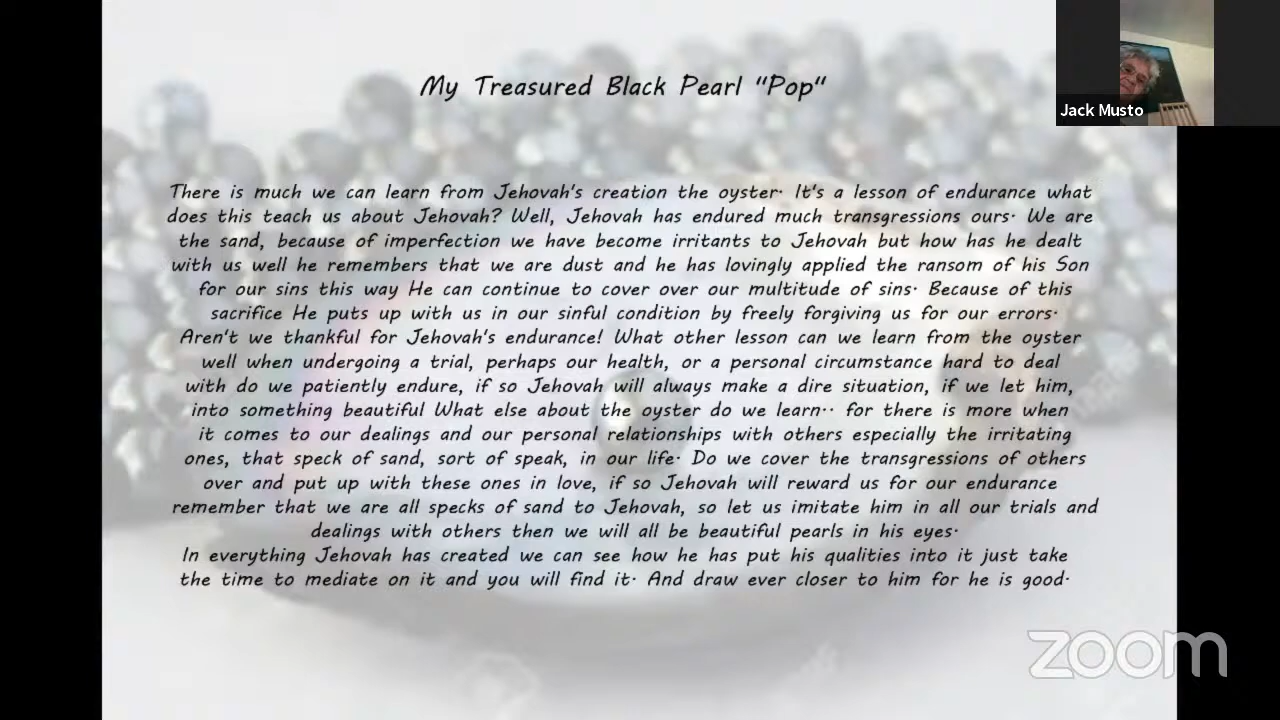 My Treasured Black Pearl "Pop"
Jack Musto
There is much we can learn from Jehovah's creation the oyster. It's a lesson of endurance what
does this teach us about Jehovah? Well, Jehovah has endured much transgressions ours. We are
the sand, because of imperfection we have become irritants to Jehovah but how has he dealt
with us well he remembers that we are dust and he has lovingly applied the ransom of his Son
for our sins this way He can continue to cover over our multitude of sins. Because of this
sacrifice He puts up with us in our sinful condition by freely forgiving us for our errors.
Aren't we thankful for Jehovah's endurance! What other lesson can we learn from the oyster
well when undergoing a trial, perhaps our health, or a personal circumstance hard to deal
with do we patiently endure, if so Jehovah will always make a dire situation, if we let him,
into something beautiful What else about the oyster do we learn.. for there is more when
it comes to our dealings and our personal relationships with others especially the irritating
ones, that speck of sand, sort of speak, in our life. Do we cover the transgressions of others
over and put up with these ones in love, if so Jehovah will reward us for our endurance
remember that we are all specks of sand to Jehovah, so let us imitate him in all our trials and
dealings with others then we will all be beautiful pearls in his eyes.
In everything Jehovah has created we can see how he has put his qualities into it just take
the time to mediate on it and you will find it. And draw ever closer to him for he is good.
zoom